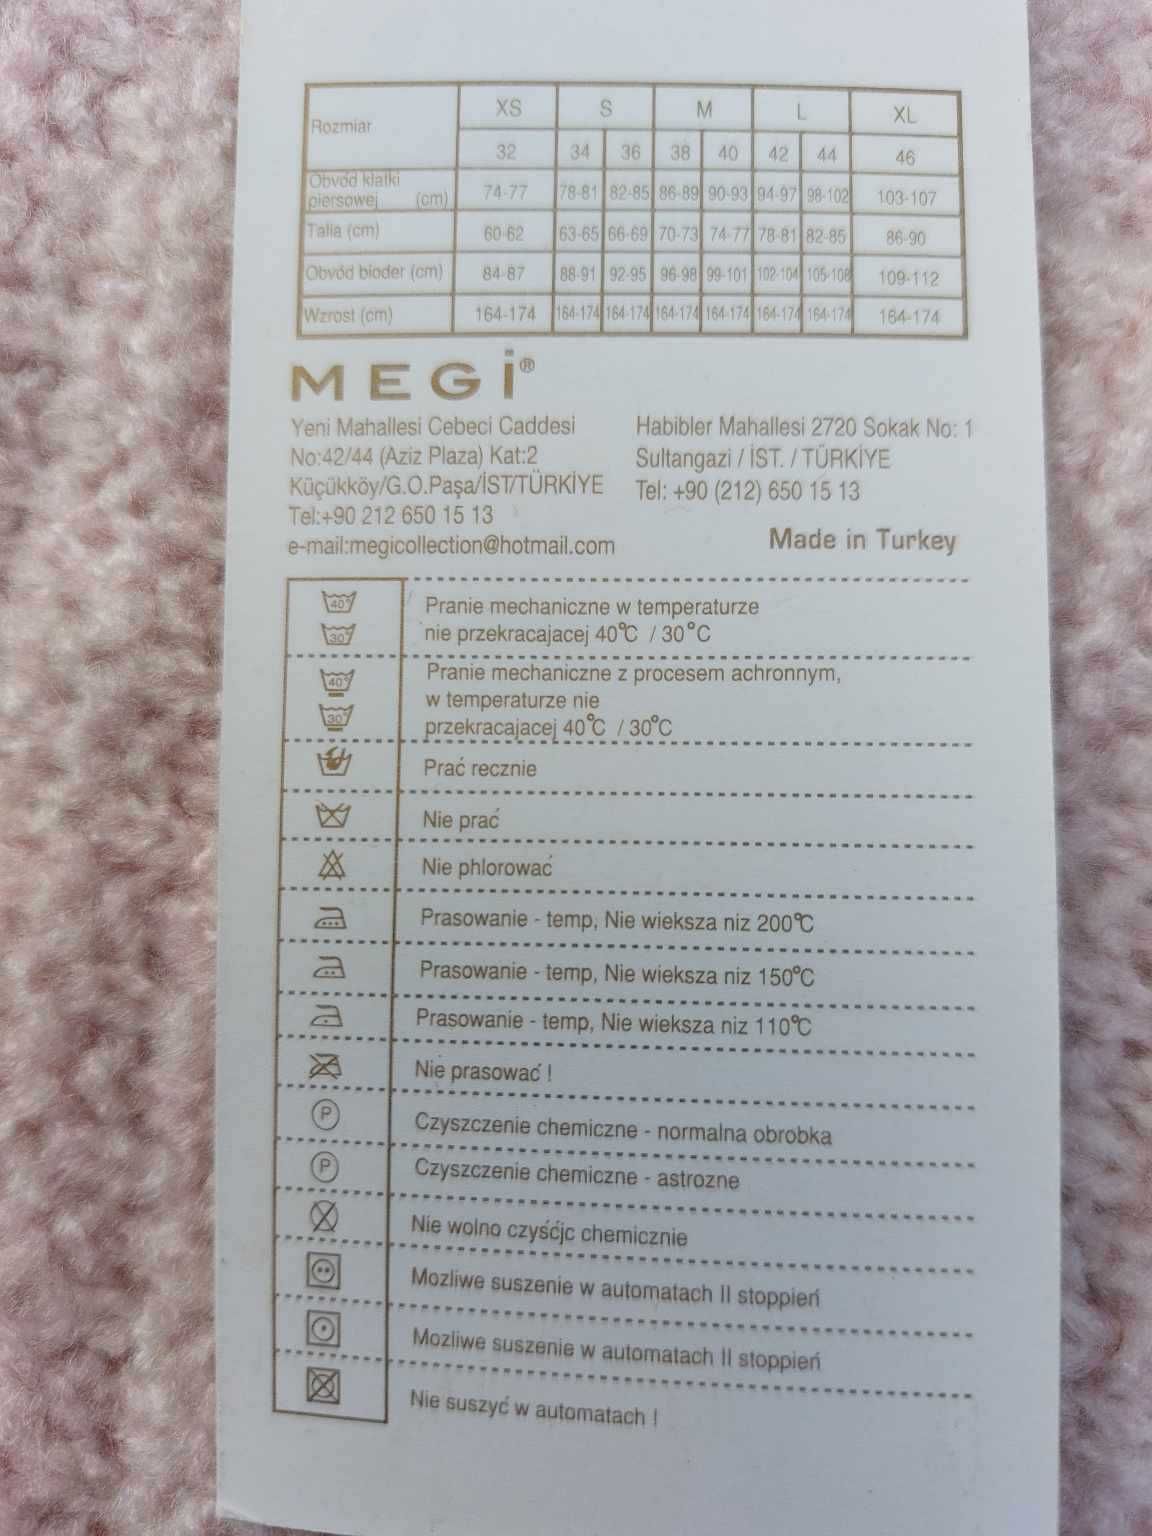 Rozmiar XS S M L XL
32 34 36 38 40 42 44 46
Obvód klatki
piersowej (cm) 74-77 78-81 82-85 86-89 90-93 94-97 98-102 103-107
Talia (cm) 60-62 63-65 66-69 70-73 74-77 78-81 82-85 86-90
Obvód bioder (cm) 84-87 88-91 92-95 96-98 99-101 102-104 105-108 109-112
Wzrost (cm) 164-174 164-174 164-174 164-174 164-174 164-174 164-174 164-174
MEGİ®
Yeni Mahallesi Cebeci Caddesi
No:42/44 (Aziz Plaza) Kat:2
Küçükköy/G.O.Paşa/İST/TÜRKİYE
Tel:+90 212 650 15 13
e-mail:megicollection@hotmail.com
Habibler Mahallesi 2720 Sokak No: 1
Sultangazi / İST. / TÜRKİYE
Tel: +90 (212) 650 15 13
Made in Turkey
40° Pranie mechaniczne w temperaturze
30° nie przekracajacej 40°C / 30°C
40° Pranie mechaniczne z procesem achronnym,
w temperaturze nie
30° przekracajacej 40°C / 30°C
Prać recznie
Nie prać
Nie phlorować
Prasowanie - temp, Nie wieksza niz 200°C
Prasowanie - temp, Nie wieksza niz 150°C
Prasowanie - temp, Nie wieksza niz 110°C
Nie prasować !
P Czyszczenie chemiczne - normalna obrobka
P Czyszczenie chemiczne - astrozne
Nie wolno czyśćjc chemicznie
Mozliwe suszenie w automatach II stoppień
Mozliwe suszenie w automatach II stoppień
Nie suszyć w automatach !